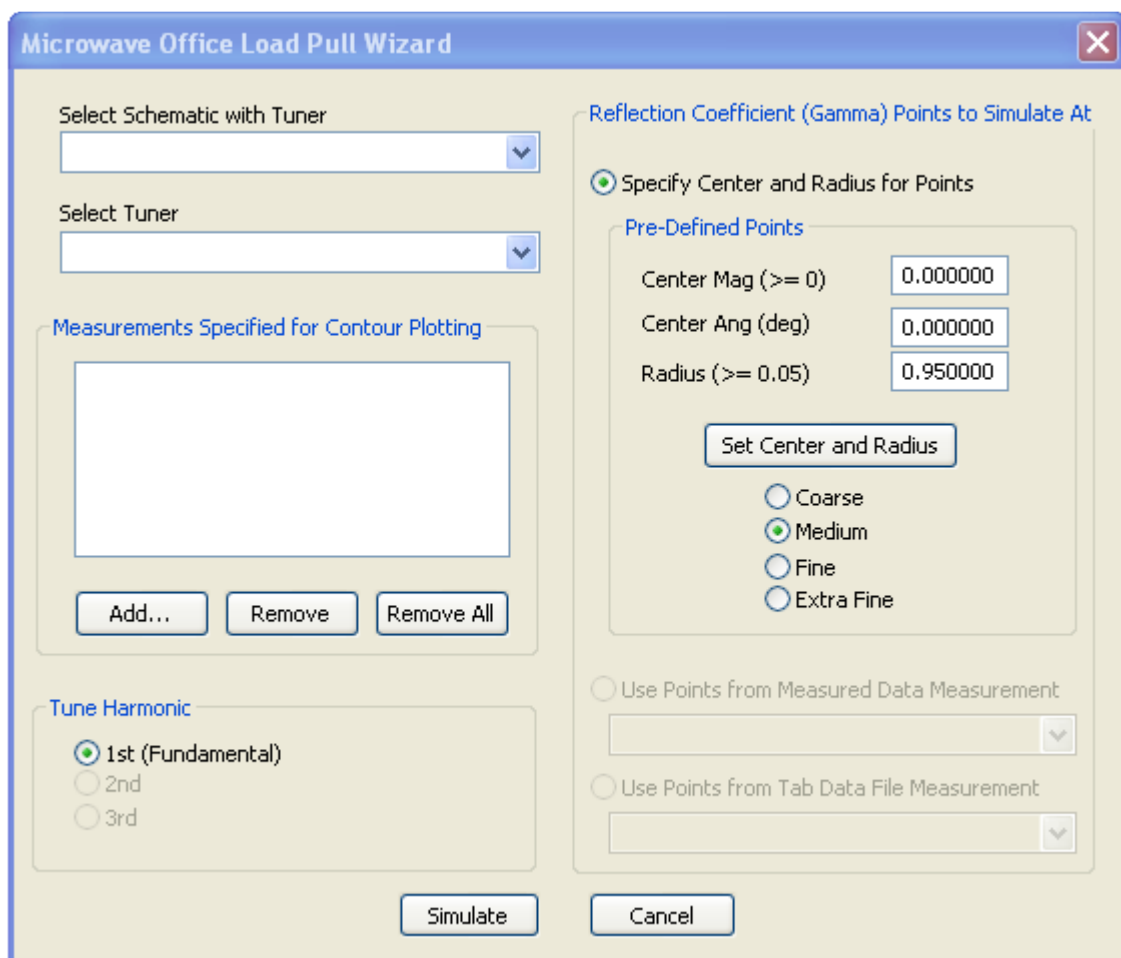 Microwave Office Load Pull Wizard
Select Schematic with Tuner
Select Tuner
Measurements Specified for Contour Plotting
Add...
Remove
Remove All
Tune Harmonic
1st (Fundamental)
2nd
3rd
Reflection Coefficient (Gamma) Points to Simulate At
Specify Center and Radius for Points
Pre-Defined Points
Center Mag (>= 0) 0.000000
Center Ang (deg) 0.000000
Radius (>= 0.05) 0.950000
Set Center and Radius
Coarse
Medium
Fine
Extra Fine
Use Points from Measured Data Measurement
Use Points from Tab Data File Measurement
Simulate
Cancel